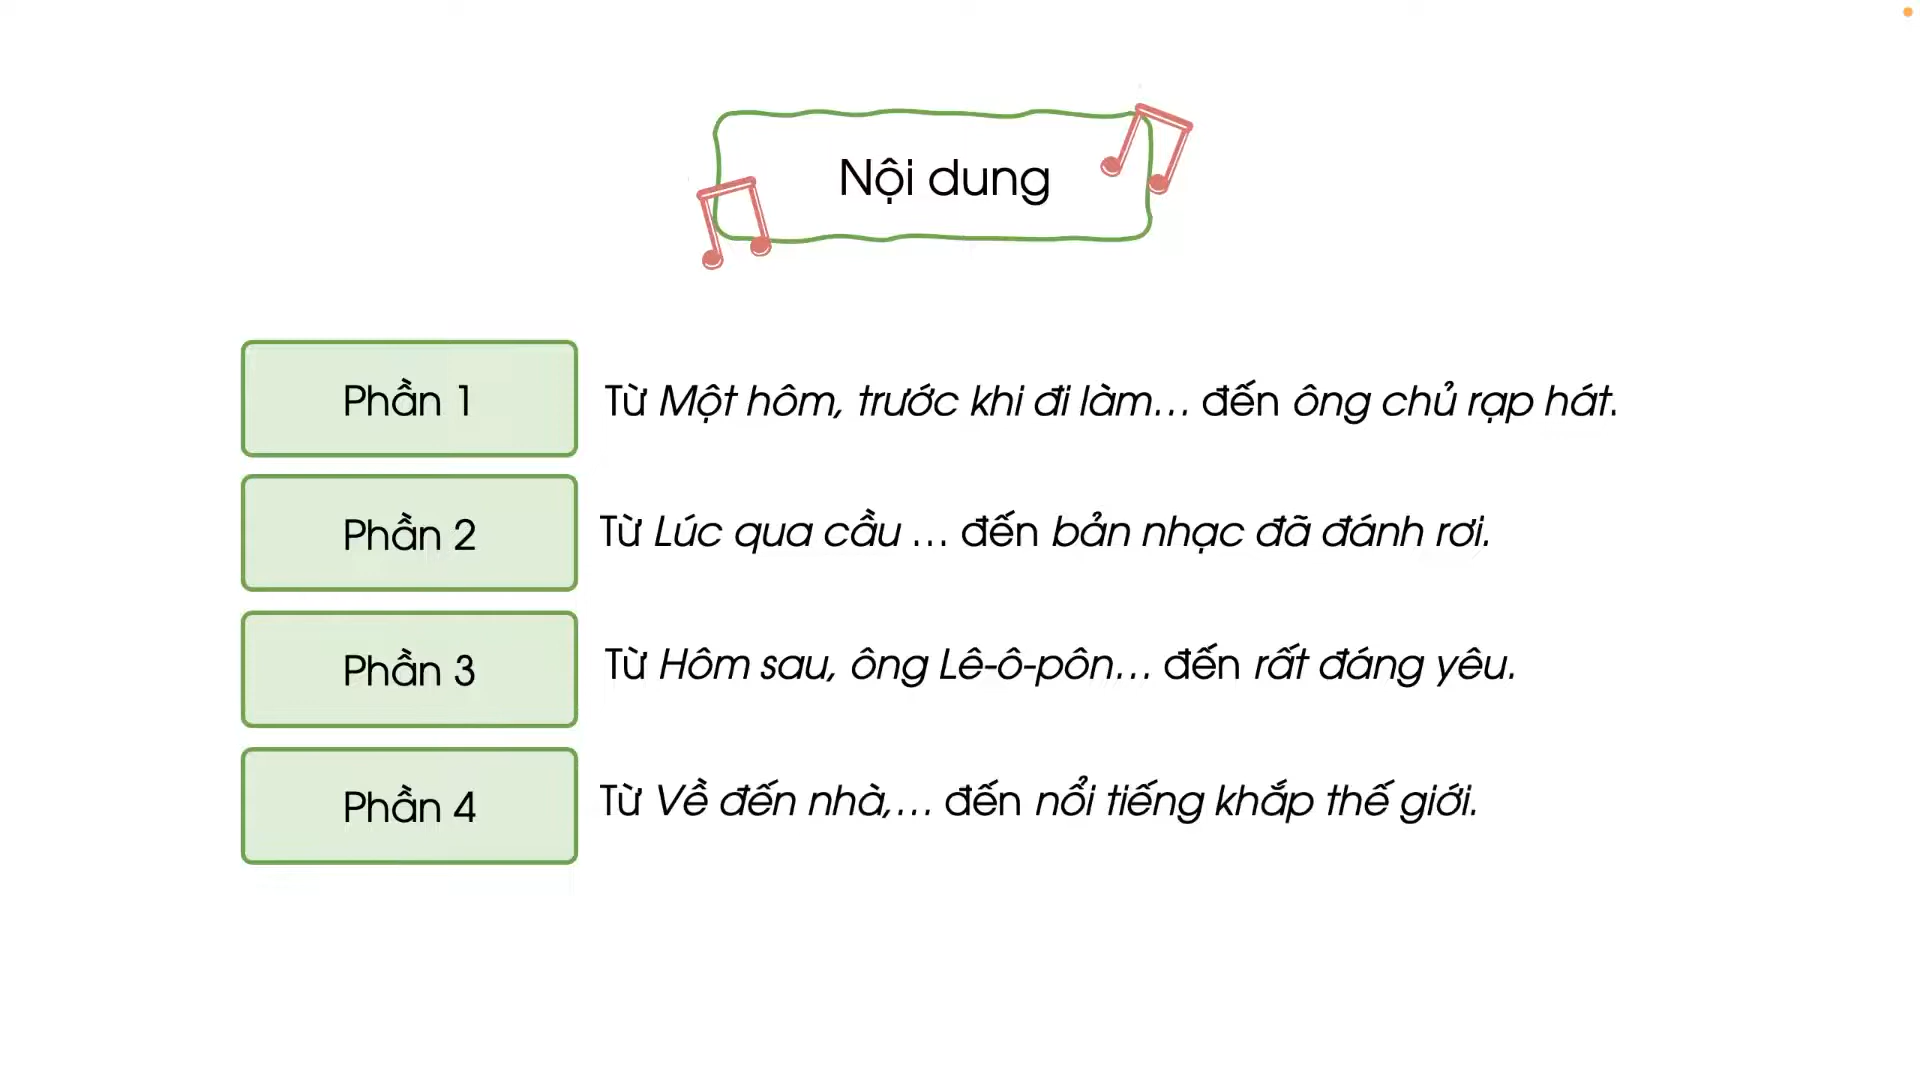 Nội dung
Phần 1
Từ Một hôm, trước khi đi làm... đến ông chủ rạp hát.
Phần 2
Từ Lúc qua cầu ... đến bản nhạc đã đánh rơi.
Phần 3
Từ Hôm sau, ông Lê-ô-pôn... đến rất đáng yêu.
Phần 4
Từ Về đến nhà,... đến nổi tiếng khắp thế giới.